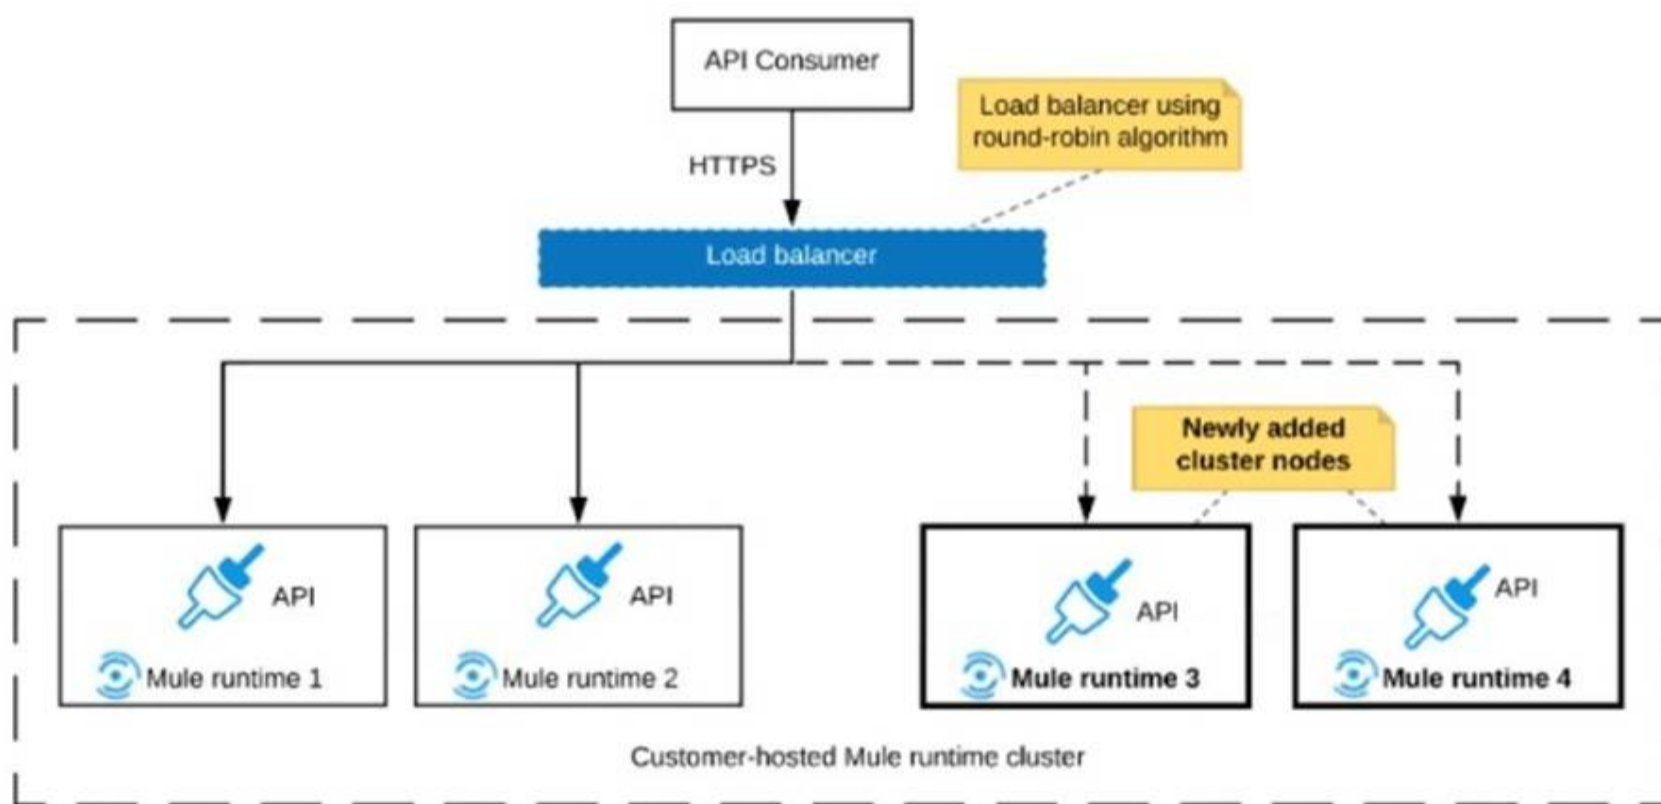 API Consumer
Load balancer using
round-robin algorithm
HTTPS
Load balancer
Newly added
cluster nodes
API
Mule runtime 1
API
Mule runtime 2
API
Mule runtime 3
API
Mule runtime 4
Customer-hosted Mule runtime cluster